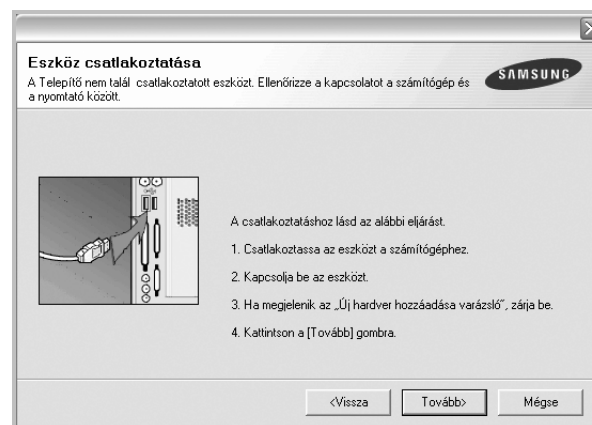 Eszköz csatlakoztatása
A Telepítő nem talál csatlakoztatott eszközt. Ellenőrizze a kapcsolatot a számítógép és
a nyomtató között.
SAMSUNG
A csatlakoztatáshoz lásd az alábbi eljárást.
1. Csatlakoztassa az eszközt a számítógéphez.
2. Kapcsolja be az eszközt.
3. Ha megjelenik az „Új hardver hozzáadása varázsló”, zárja be.
4. Kattintson a [Tovább] gombra.
<Vissza
Tovább>
Mégse